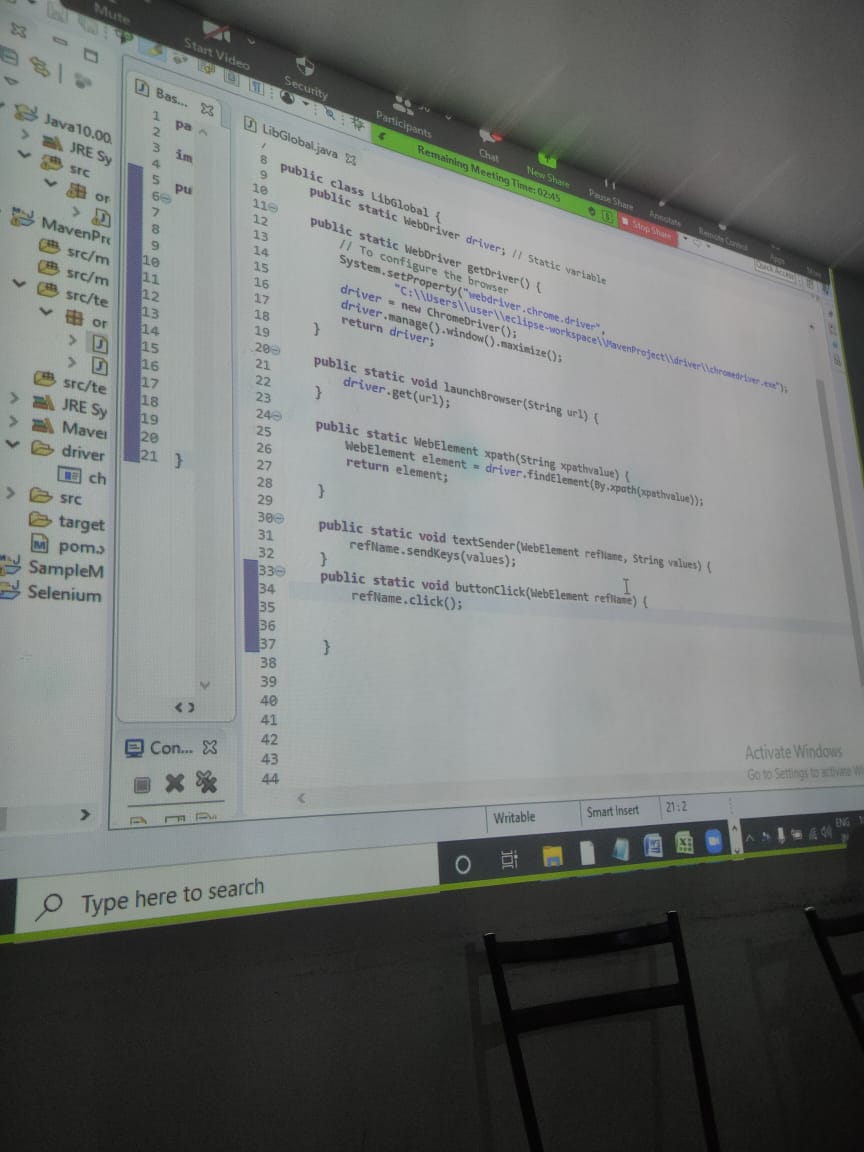 Mute
Start Video
Security
Participants
Chat
New Share
Pause Share
Annotate
Remote Control
Apps
More
Remaining Meeting Time: 02:45
Stop Share
Quick Access
Java10.00
JRE Sy
src
or
MavenPro
src/m
src/m
src/te
or
src/te
JRE Sy
Maver
driver
ch
src
target
pom.x
SampleM
Selenium
Bas...
1 pa
2
3 im
4
5 pu
6
7
8
9
10
11
12
13
14
15
16
17
18
19
20
21 }
Con...
LibGlobal.java
8
9 public class LibGlobal {
10 public static WebDriver driver; // Static variable
11
12 public static WebDriver getDriver() {
13 // To configure the browser
14 System.setProperty("webdriver.chrome.driver",
15 "C:\\Users\\user\\eclipse-workspace\\MavenProject\\driver\\chromedriver.exe");
16 driver = new ChromeDriver();
17 driver.manage().window().maximize();
18 return driver;
19 }
20
21 public static void launchBrowser(String url) {
22 driver.get(url);
23 }
24
25 public static WebElement xpath(String xpathvalue) {
26 WebElement element = driver.findElement(By.xpath(xpathvalue));
27 return element;
28 }
29
30
31 public static void textSender(WebElement refName, String values) {
32 refName.sendKeys(values);
33 }
34 public static void buttonClick(WebElement refName) {
35 refName.click();
36
37 }
38
39
40
41
42
43
44
Activate Windows
Go to Settings to activate W
Writable
Smart Insert
21:2
Type here to search
ENG